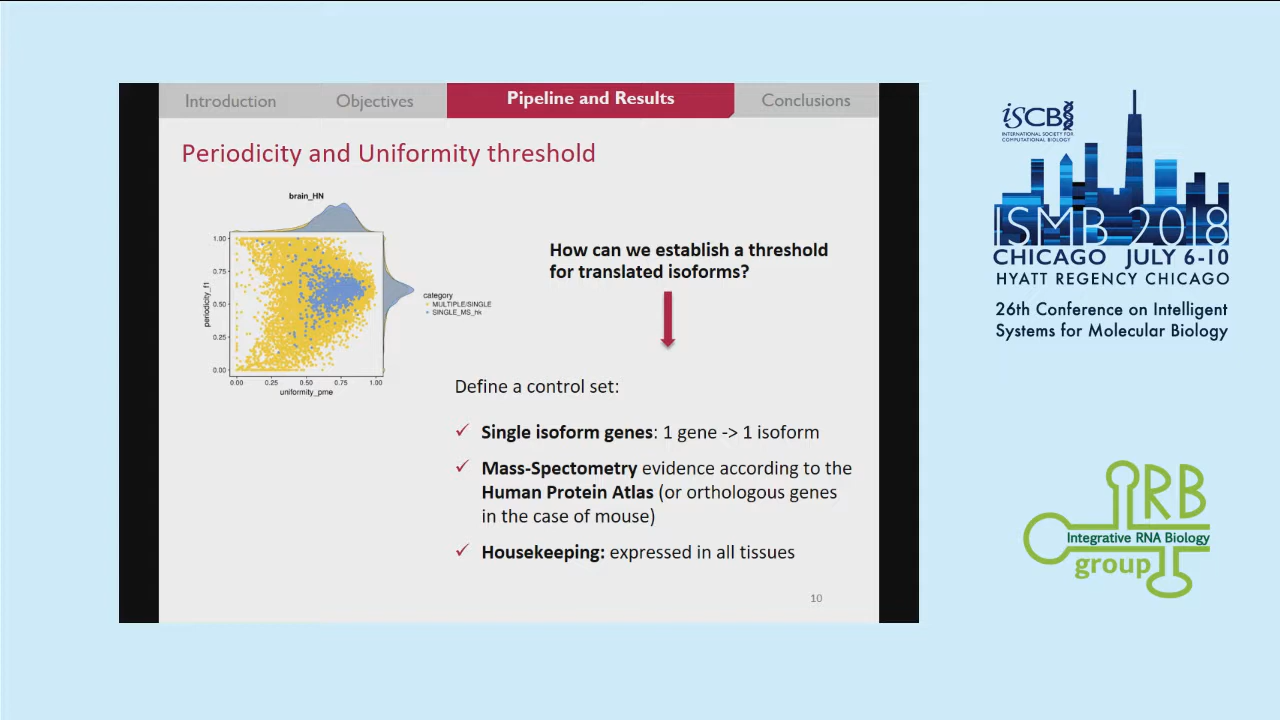 Introduction
Objectives
Pipeline and Results
Conclusions
Periodicity and Uniformity threshold
brain_HN
1.00
0.75
0.50
0.25
0.00
periodicity_f1
0.00 0.25 0.50 0.75 1.00
uniformity_pme
category
MULTIPLE/SINGLE
SINGLE_MS_hk
How can we establish a threshold
for translated isoforms?
Define a control set:
✓ Single isoform genes: 1 gene -> 1 isoform
✓ Mass-Spectometry evidence according to the
Human Protein Atlas (or orthologous genes
in the case of mouse)
✓ Housekeeping: expressed in all tissues
10
iSCB
INTERNATIONAL SOCIETY FOR
COMPUTATIONAL BIOLOGY
ISMB 2018
CHICAGO JULY 6-10
HYATT REGENCY CHICAGO
26th Conference on Intelligent
Systems for Molecular Biology
iRB
Integrative RNA Biology
group